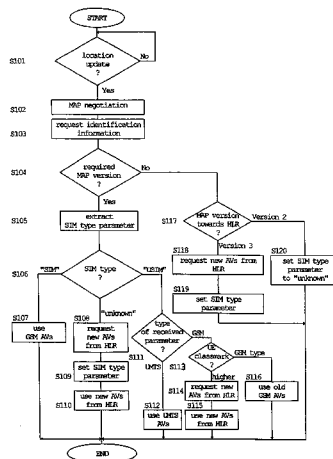 START
S101
location
update
?
No
Yes
S102
MAP negotiation
S103
request identification
information
S104
required
MAP version
?
No
Yes
S105
extract
SIM type parameter
S117
MAP version
towards HLR
?
Version 2
Version 3
S118
request new AVs from
HLR
S119
set SIM type
parameter
S120
set SIM type
parameter
to "unknown"
S106
SIM type
?
"SIM"
"USIM"
"unknown"
S107
use
GSM AVs
S108
request
new AVs
from HLR
S109
set SIM type
parameter
S110
use new AVs
from HLR
S111
type
of received
parameter
?
GSM
UMTS
S112
use UMTS
AVs
S113
UE
classmark
?
GSM type
higher
S114
request new
AVs from HLR
S115
use new AVs
from HLR
S116
use old
GSM AVs
END